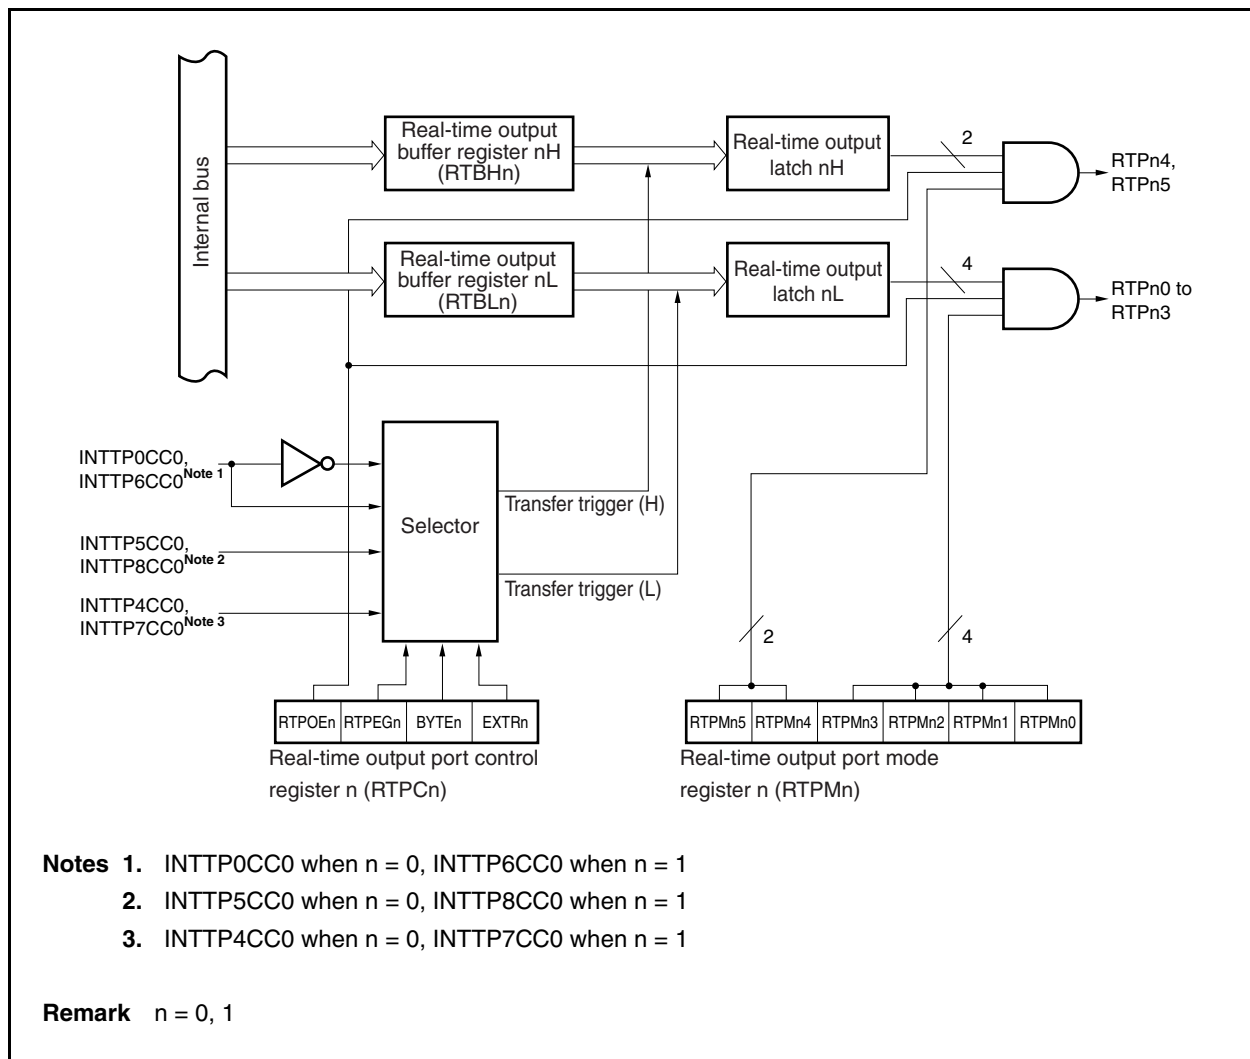 Internal bus
Real-time output
buffer register nH
(RTBHn)
Real-time output
latch nH
2
RTPn4,
RTPn5
Real-time output
buffer register nL
(RTBLn)
Real-time output
latch nL
4
RTPn0 to
RTPn3
INTTP0CC0,
INTTP6CC0Note 1
INTTP5CC0,
INTTP8CC0Note 2
INTTP4CC0,
INTTP7CC0Note 3
Selector
Transfer trigger (H)
Transfer trigger (L)
2
4
RTPOEn RTPEGn BYTEn EXTRn
Real-time output port control
register n (RTPCn)
RTPMn5 RTPMn4 RTPMn3 RTPMn2 RTPMn1 RTPMn0
Real-time output port mode
register n (RTPMn)
Notes 1. INTTP0CC0 when n = 0, INTTP6CC0 when n = 1
2. INTTP5CC0 when n = 0, INTTP8CC0 when n = 1
3. INTTP4CC0 when n = 0, INTTP7CC0 when n = 1
Remark n = 0, 1